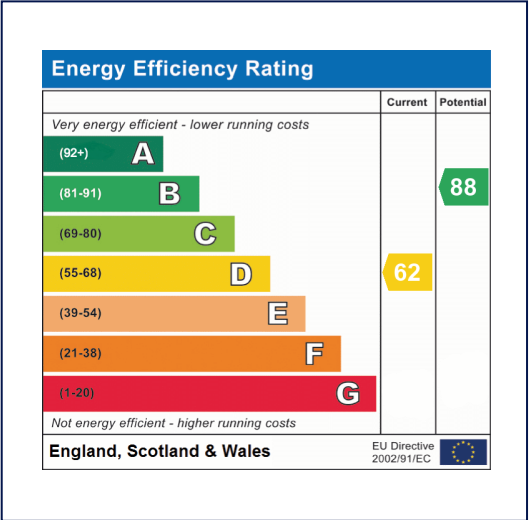 Energy Efficiency Rating
Current Potential
Very energy efficient - lower running costs
(92+) A
(81-91) B
88
(69-80) C
(55-68) D
62
(39-54) E
(21-38) F
(1-20) G
Not energy efficient - higher running costs
England, Scotland & Wales
EU Directive
2002/91/EC